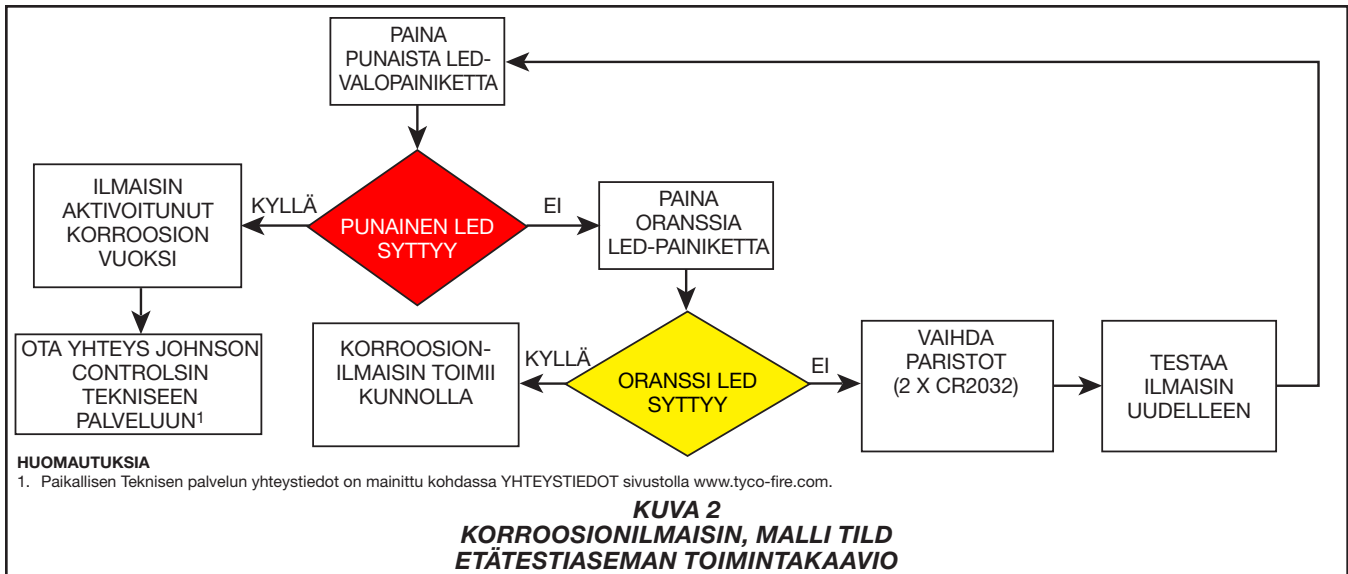 PAINA
PUNAISTA LED-
VALOPAINIKETTA
PUNAINEN LED
SYTTYY
KYLLÄ
ILMAISIN
AKTIVOITUNUT
KORROOSION
VUOKSI
OTA YHTEYS JOHNSON
CONTROLSIN
TEKNISEEN
PALVELUUN¹
EI
PAINA
ORANSSIA
LED-PAINIKETTA
ORANSSI LED
SYTTYY
KYLLÄ
KORROOSION-
ILMAISIN TOIMII
KUNNOLLA
EI
VAIHDA
PARISTOT
(2 X CR2032)
TESTAA
ILMAISIN
UUDELLEEN
HUOMAUTUKSIA
1. Paikallisen Teknisen palvelun yhteystiedot on mainittu kohdassa YHTEYSTIEDOT sivustolla www.tyco-fire.com.
KUVA 2
KORROOSIONILMAISIN, MALLI TILD
ETÄTESTIASEMAN TOIMINTAKAAVIO